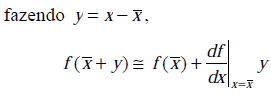 fazendo y = x − x̅,
f(x̅ + y) ≅ f(x̅) + df/dx|x=x̅ y